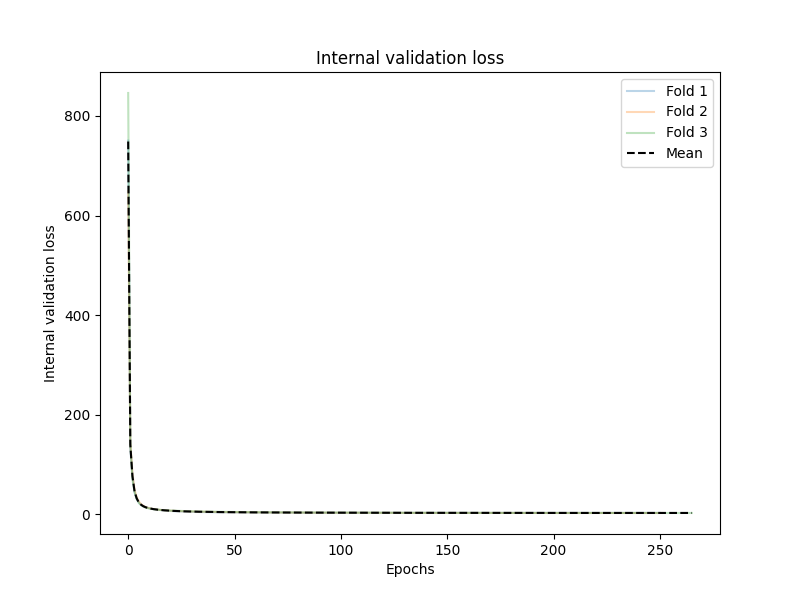 Internal validation loss
Fold 1
Fold 2
Fold 3
Mean
Internal validation loss
800
600
400
200
0
0 50 100 150 200 250
Epochs